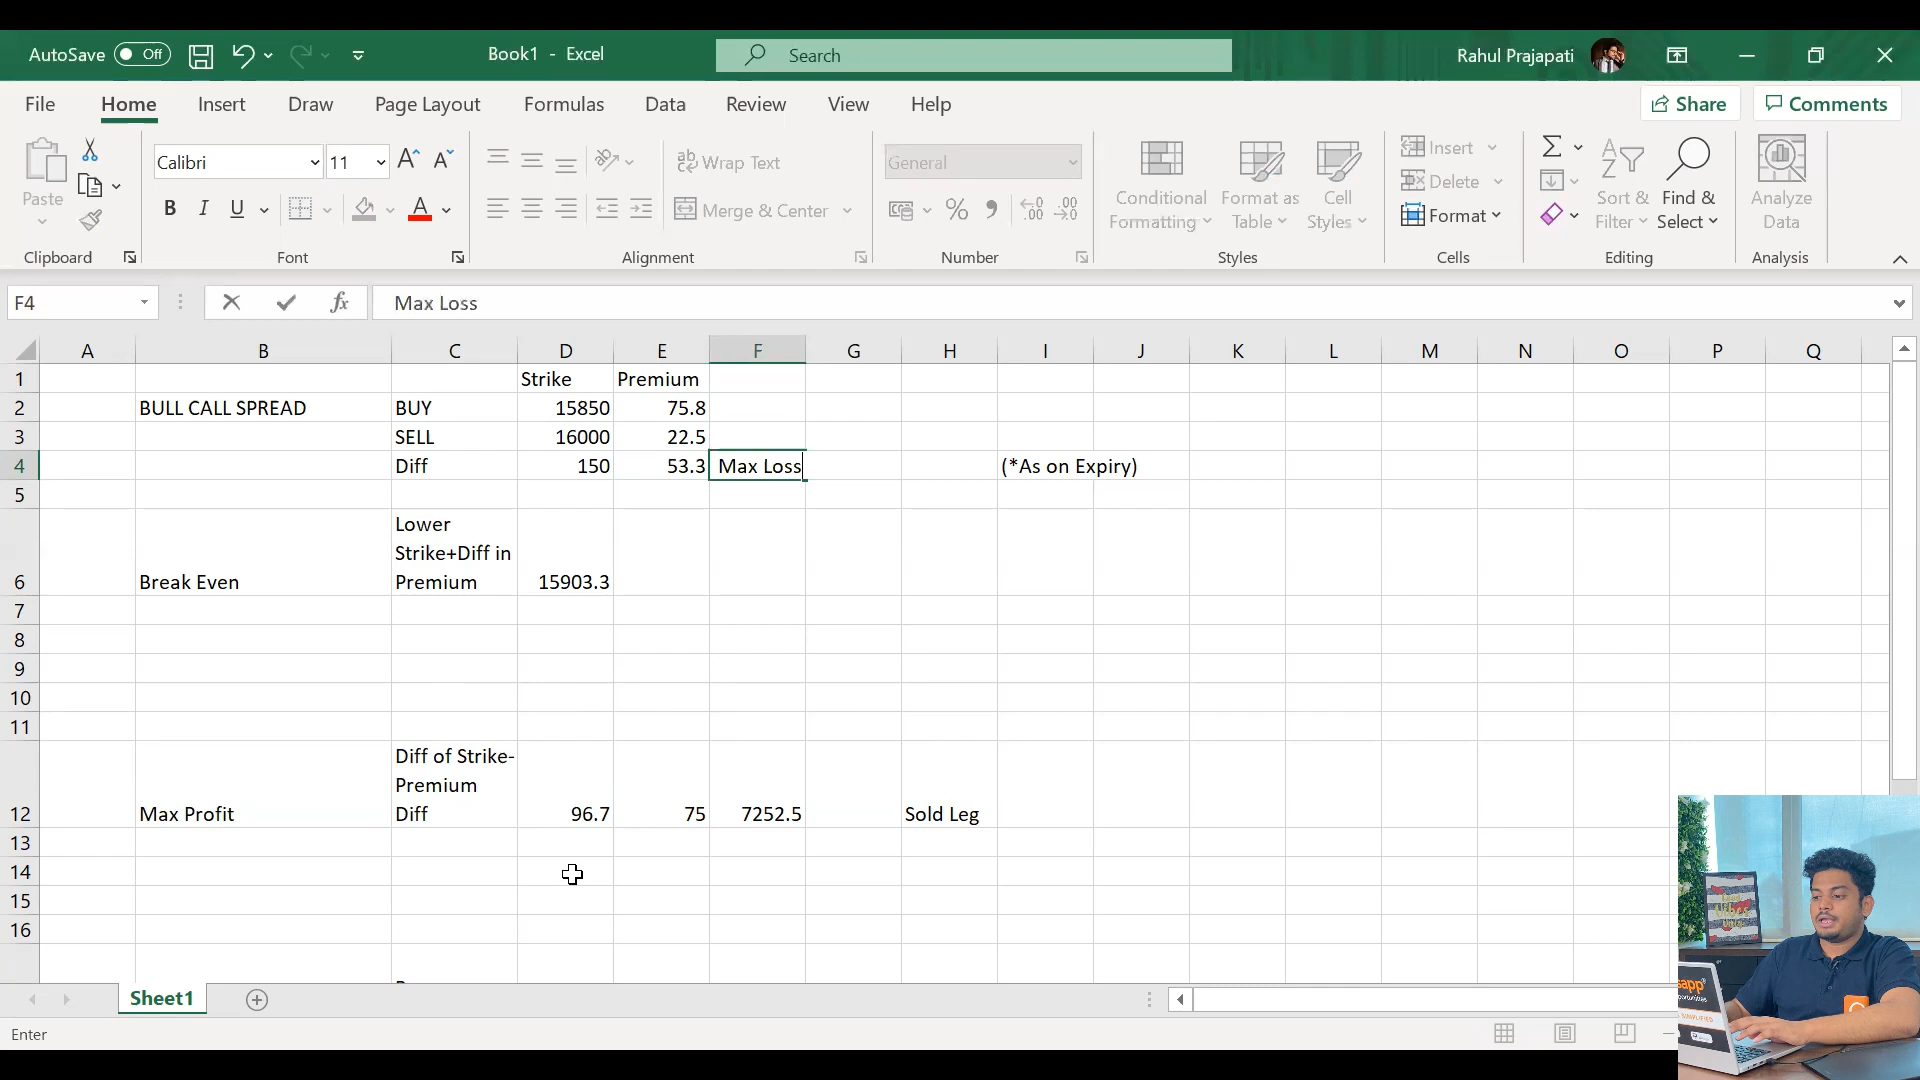 AutoSave Off Book1 - Excel Search Rahul Prajapati
File Home Insert Draw Page Layout Formulas Data Review View Help Share Comments
Calibri 11 Wrap Text General Insert
Paste Conditional Format as Cell Delete Sort & Find & Analyze
B I U A Merge & Center % Formatting Table Styles Format Filter Select Data
Clipboard Font Alignment Number Styles Cells Editing Analysis
F4 fx Max Loss
A B C D E F G H I J K L M N O P Q
1 Strike Premium
2 BULL CALL SPREAD BUY 15850 75.8
3 SELL 16000 22.5
4 Diff 150 53.3 Max Loss (*As on Expiry)
5
Lower
Strike+Diff in
6 Break Even Premium 15903.3
7
8
9
10
11
Diff of Strike-
Premium
12 Max Profit Diff 96.7 75 7252.5 Sold Leg
13
14
15
16
Sheet1
Enter